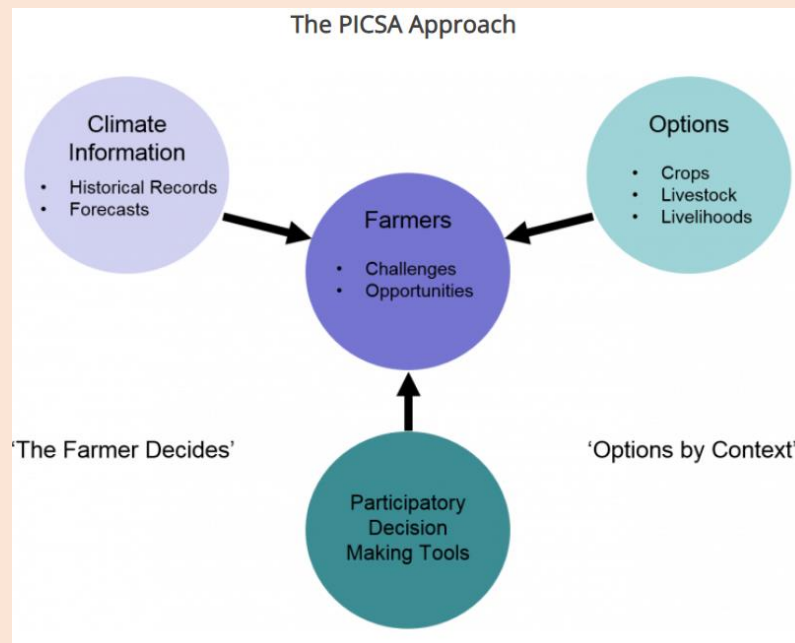 The PICSA Approach
Climate
Information
• Historical Records
• Forecasts
Options
• Crops
• Livestock
• Livelihoods
Farmers
• Challenges
• Opportunities
'The Farmer Decides'
'Options by Context'
Participatory
Decision
Making Tools